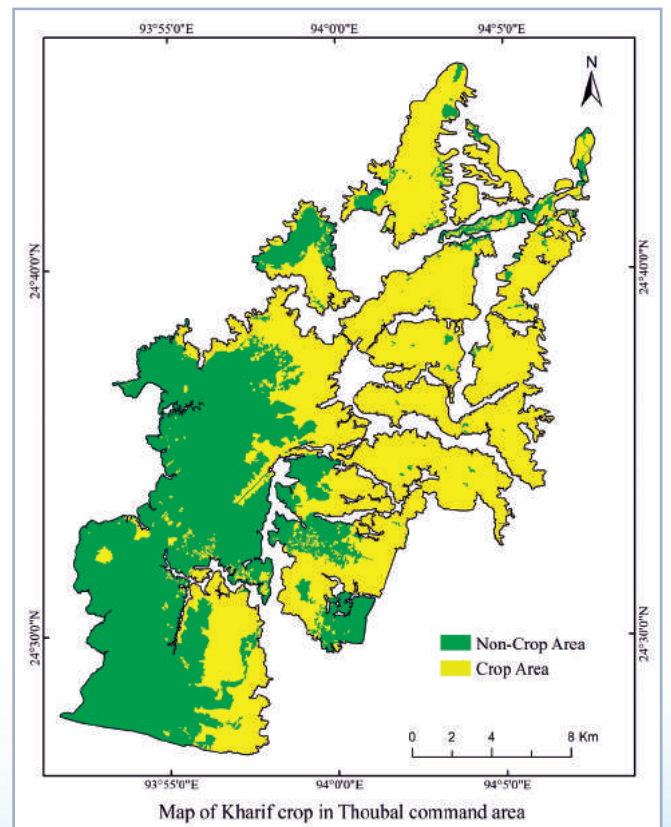 93°55'0"E 94°0'0"E 94°5'0"E
N
24°40'0"N 24°40'0"N
24°30'0"N 24°30'0"N
Non-Crop Area
Crop Area
0 2 4 8 Km
93°55'0"E 94°0'0"E 94°5'0"E
Map of Kharif crop in Thoubal command area